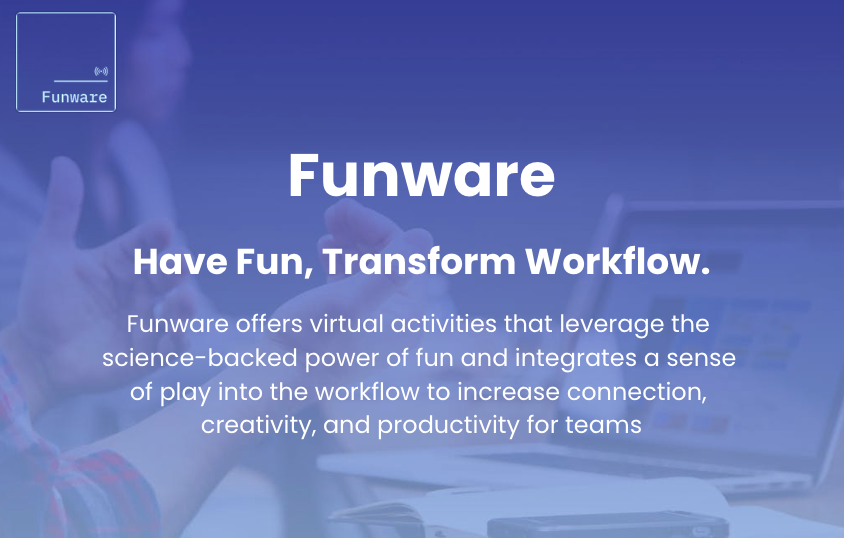 Funware
Funware
Have Fun, Transform Workflow.
Funware offers virtual activities that leverage the
science-backed power of fun and integrates a sense
of play into the workflow to increase connection,
creativity, and productivity for teams